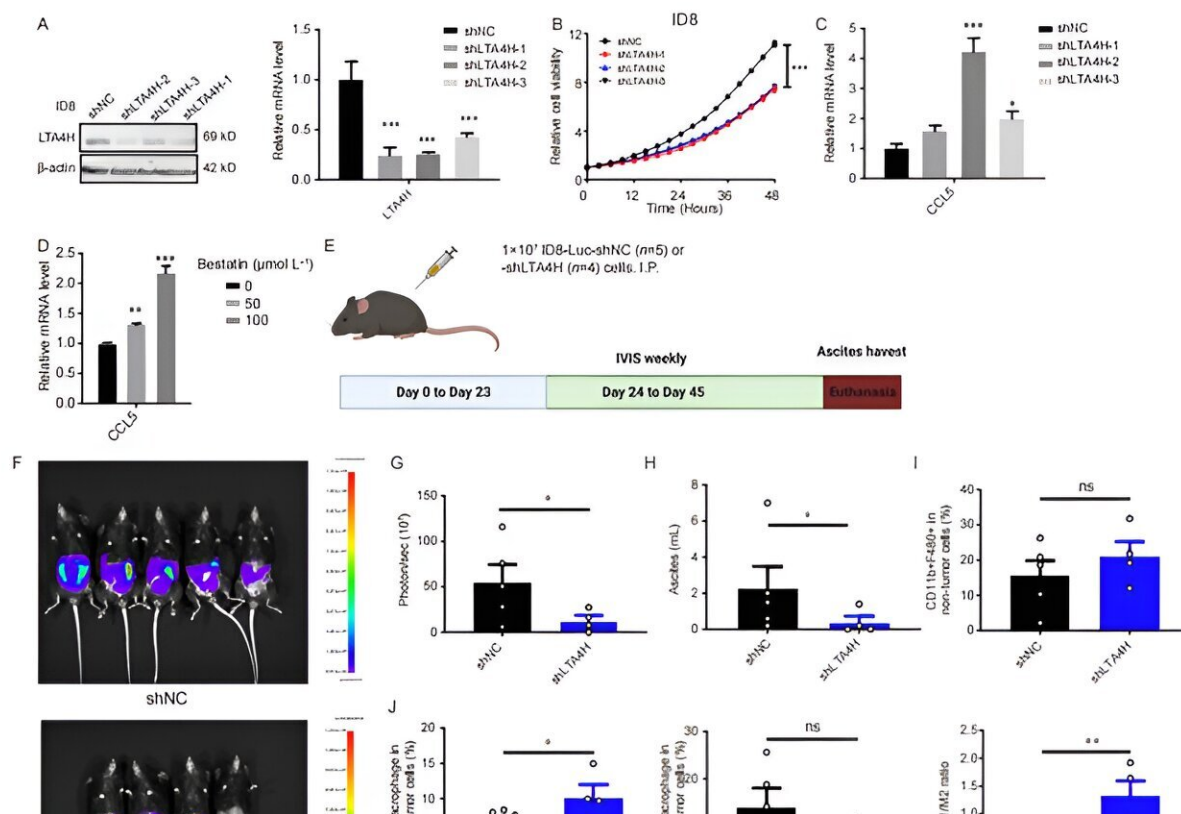 A
ID8
shNC
shLTA4H-2
shLTA4H-3
shLTA4H-1
LTA4H
69 kD
β-actin
42 kD
Relative mRNA level
1.5
1.0
0.5
0.0
LTA4H
shNC
shLTA4H-1
shLTA4H-2
shLTA4H-3
***
***
***
B
ID8
Relative cell viability
12
8
4
0
0
12
24
36
48
Time (Hours)
shNC
shLTA4H-1
***
C
Relative mRNA level
5
4
3
2
1
0
CCL5
***
*
shNC
shLTA4H-1
shLTA4H-2
shLTA4H-3
D
Relative mRNA level
2.5
2.0
1.5
1.0
0.5
0.0
**
***
CCL5
Bestatin (μmol L⁻¹)
0
50
100
E
1×10⁷ ID8-Luc-shNC (n=5) or
-shLTA4H (n=4) cells. I.P.
IVIS weekly
Ascites havest
Day 0 to Day 23
Day 24 to Day 45
Euthanasia
F
shNC
G
Photon/sec (10⁷)
150
100
50
0
*
shNC
shLTA4H
H
Ascites (mL)
8
6
4
2
0
*
shNC
shLTA4H
I
CD11b+F480+ in
non-tumor cells (%)
40
30
20
10
0
ns
shNC
shLTA4H
J
20
15
10
*
30
20
ns
2.5
2.0
1.5
1.0
**
/M2 ratio